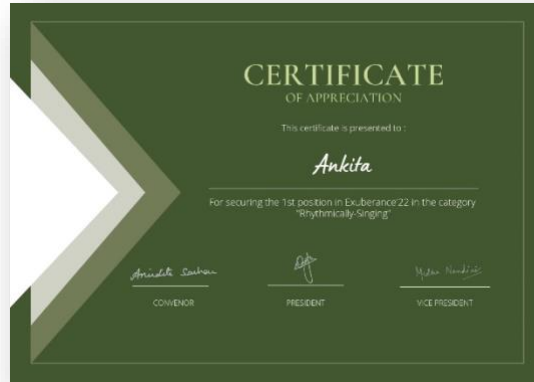 CERTIFICATE
OF APPRECIATION
This certificate is presented to :
Ankita
For securing the 1st position in Exuberance'22 in the category
"Rhythmically-Singing"
CONVENOR PRESIDENT VICE PRESIDENT